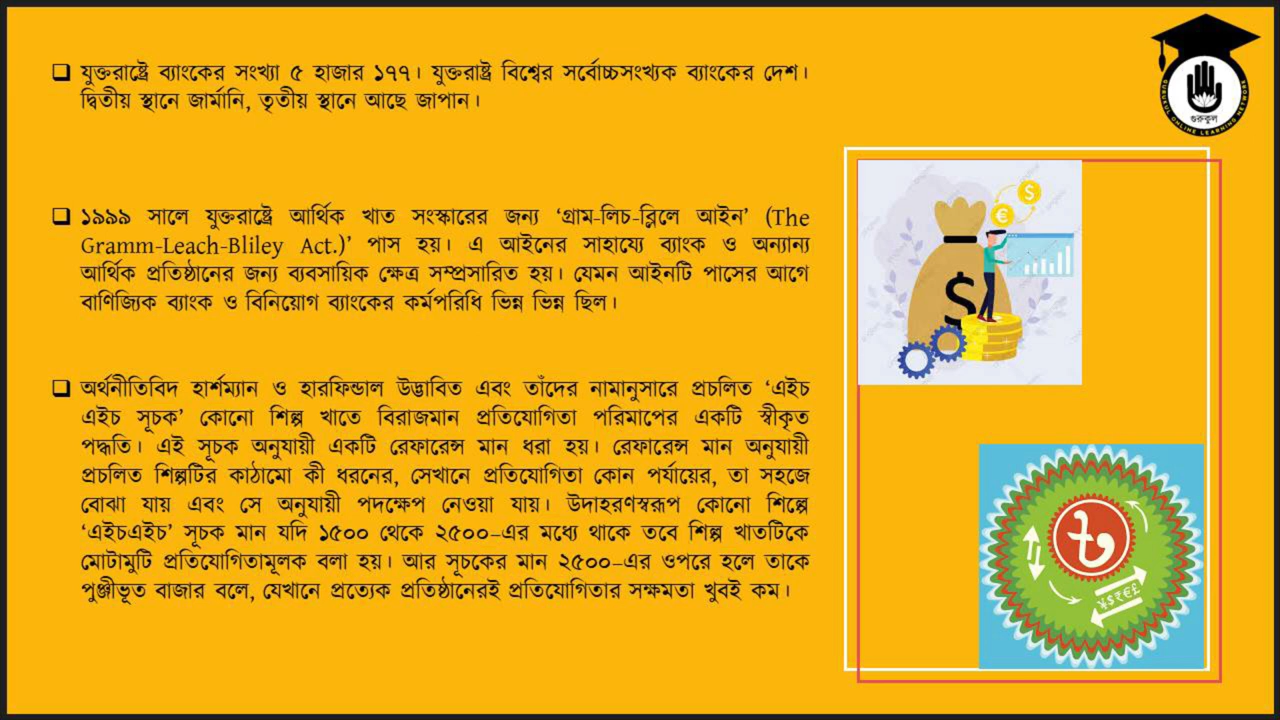 ❑ যুক্তরাষ্ট্রে ব্যাংকের সংখ্যা ৫ হাজার ১৭৭। যুক্তরাষ্ট্র বিশ্বের সর্বোচ্চসংখ্যক ব্যাংকের দেশ।
দ্বিতীয় স্থানে জার্মানি, তৃতীয় স্থানে আছে জাপান।
❑ ১৯৯৯ সালে যুক্তরাষ্ট্রে আর্থিক খাত সংস্কারের জন্য ‘গ্রাম-লিচ-ব্লিলে আইন’ (The
Gramm-Leach-Bliley Act.)’ পাস হয়। এ আইনের সাহায্যে ব্যাংক ও অন্যান্য
আর্থিক প্রতিষ্ঠানের জন্য ব্যবসায়িক ক্ষেত্র সম্প্রসারিত হয়। যেমন আইনটি পাসের আগে
বাণিজ্যিক ব্যাংক ও বিনিয়োগ ব্যাংকের কর্মপরিধি ভিন্ন ভিন্ন ছিল।
❑ অর্থনীতিবিদ হার্শম্যান ও হারফিন্ডাল উদ্ভাবিত এবং তাঁদের নামানুসারে প্রচলিত ‘এইচ
এইচ সূচক’ কোনো শিল্প খাতে বিরাজমান প্রতিযোগিতা পরিমাপের একটি স্বীকৃত
পদ্ধতি। এই সূচক অনুযায়ী একটি রেফারেন্স মান ধরা হয়। রেফারেন্স মান অনুযায়ী
প্রচলিত শিল্পটির কাঠামো কী ধরনের, সেখানে প্রতিযোগিতা কোন পর্যায়ের, তা সহজে
বোঝা যায় এবং সে অনুযায়ী পদক্ষেপ নেওয়া যায়। উদাহরণস্বরূপ কোনো শিল্পে
‘এইচএইচ’ সূচক মান যদি ১৫০০ থেকে ২৫০০–এর মধ্যে থাকে তবে শিল্প খাতটিকে
মোটামুটি প্রতিযোগিতামূলক বলা হয়। আর সূচকের মান ২৫০০–এর ওপরে হলে তাকে
পুঞ্জীভূত বাজার বলে, যেখানে প্রত্যেক প্রতিষ্ঠানেরই প্রতিযোগিতার সক্ষমতা খুবই কম।
গুরুকুল
GURUKUL ONLINE LEARNING NETWORK
$
€
$
৳
¥$₹€£